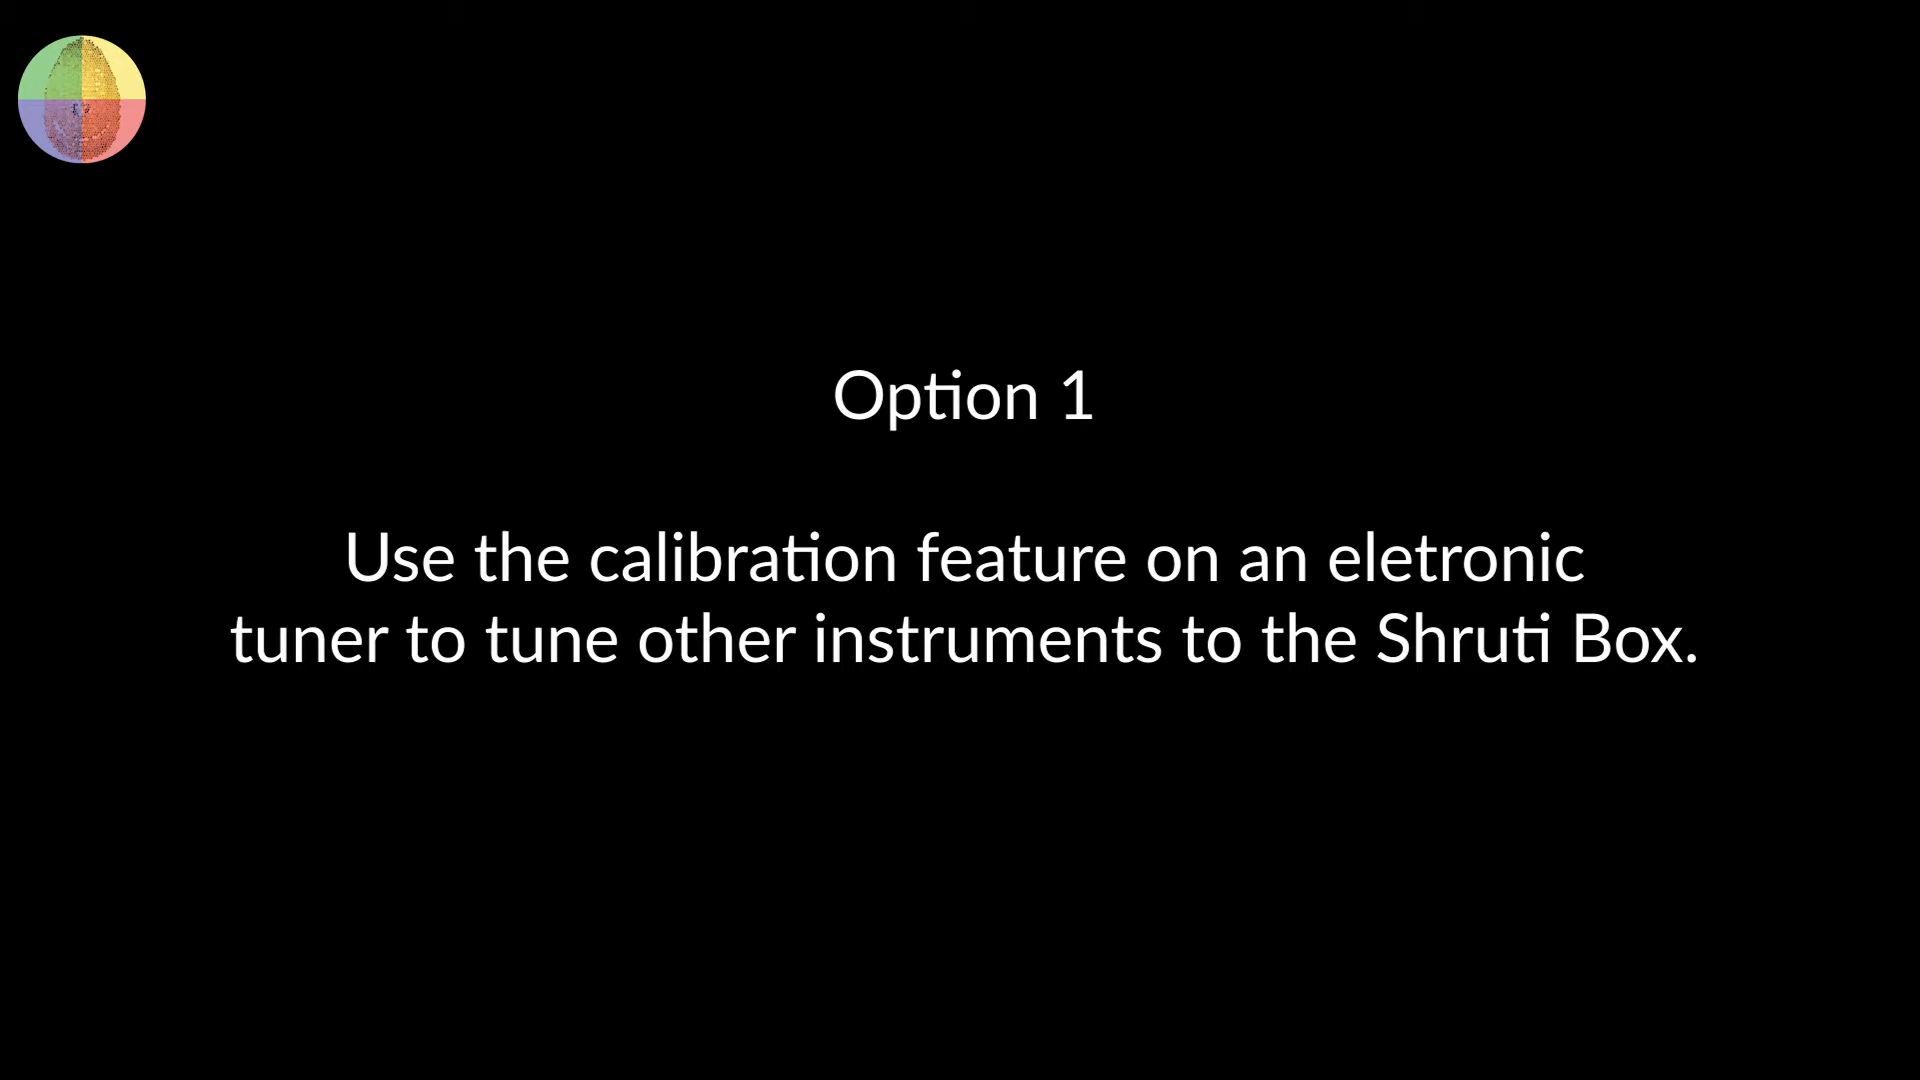 Option 1
Use the calibration feature on an eletronic
tuner to tune other instruments to the Shruti Box.